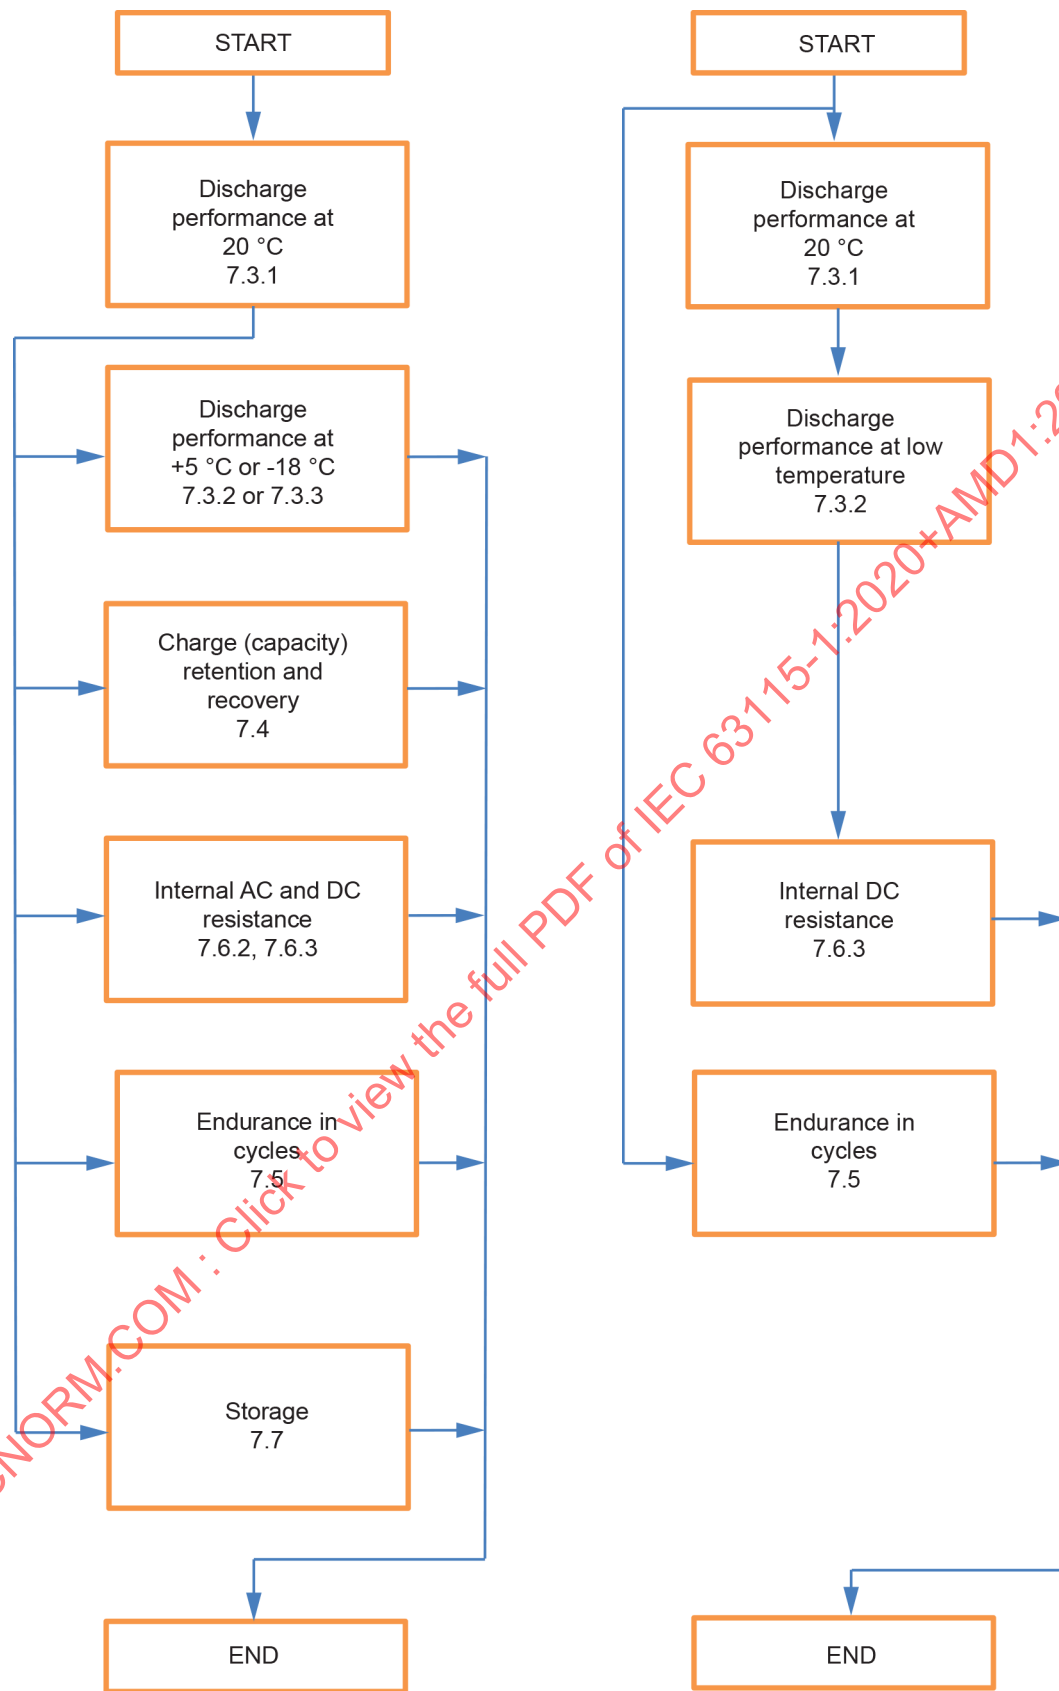 START
Discharge
performance at
20 °C
7.3.1
Discharge
performance at
+5 °C or -18 °C
7.3.2 or 7.3.3
Charge (capacity)
retention and
recovery
7.4
Internal AC and DC
resistance
7.6.2, 7.6.3
Endurance in
cycles
7.5
Storage
7.7
END
START
Discharge
performance at
20 °C
7.3.1
Discharge
performance at low
temperature
7.3.2
Internal DC
resistance
7.6.3
Endurance in
cycles
7.5
END
CNORM.COM : Click to view the full PDF of IEC 63115-1:2020+AMD1:2